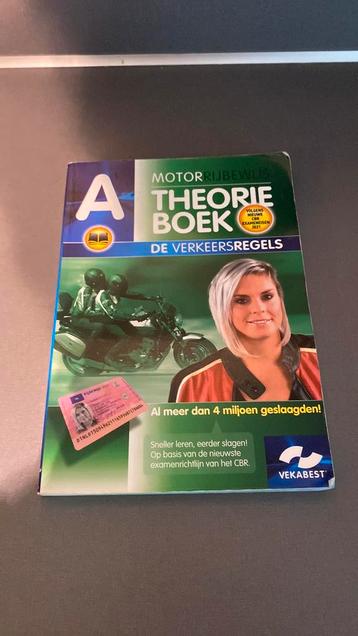 A
MOTORRIJBEWIJS
THEORIE
BOEK
VOLGENS
NIEUWE
CBR
EXAMENEISEN
2021
DE VERKEERSREGELS
Al meer dan 4 miljoen geslaagden!
Sneller leren, eerder slagen!
Op basis van de nieuwste
examenrichtlijn van het CBR.
VEKABEST